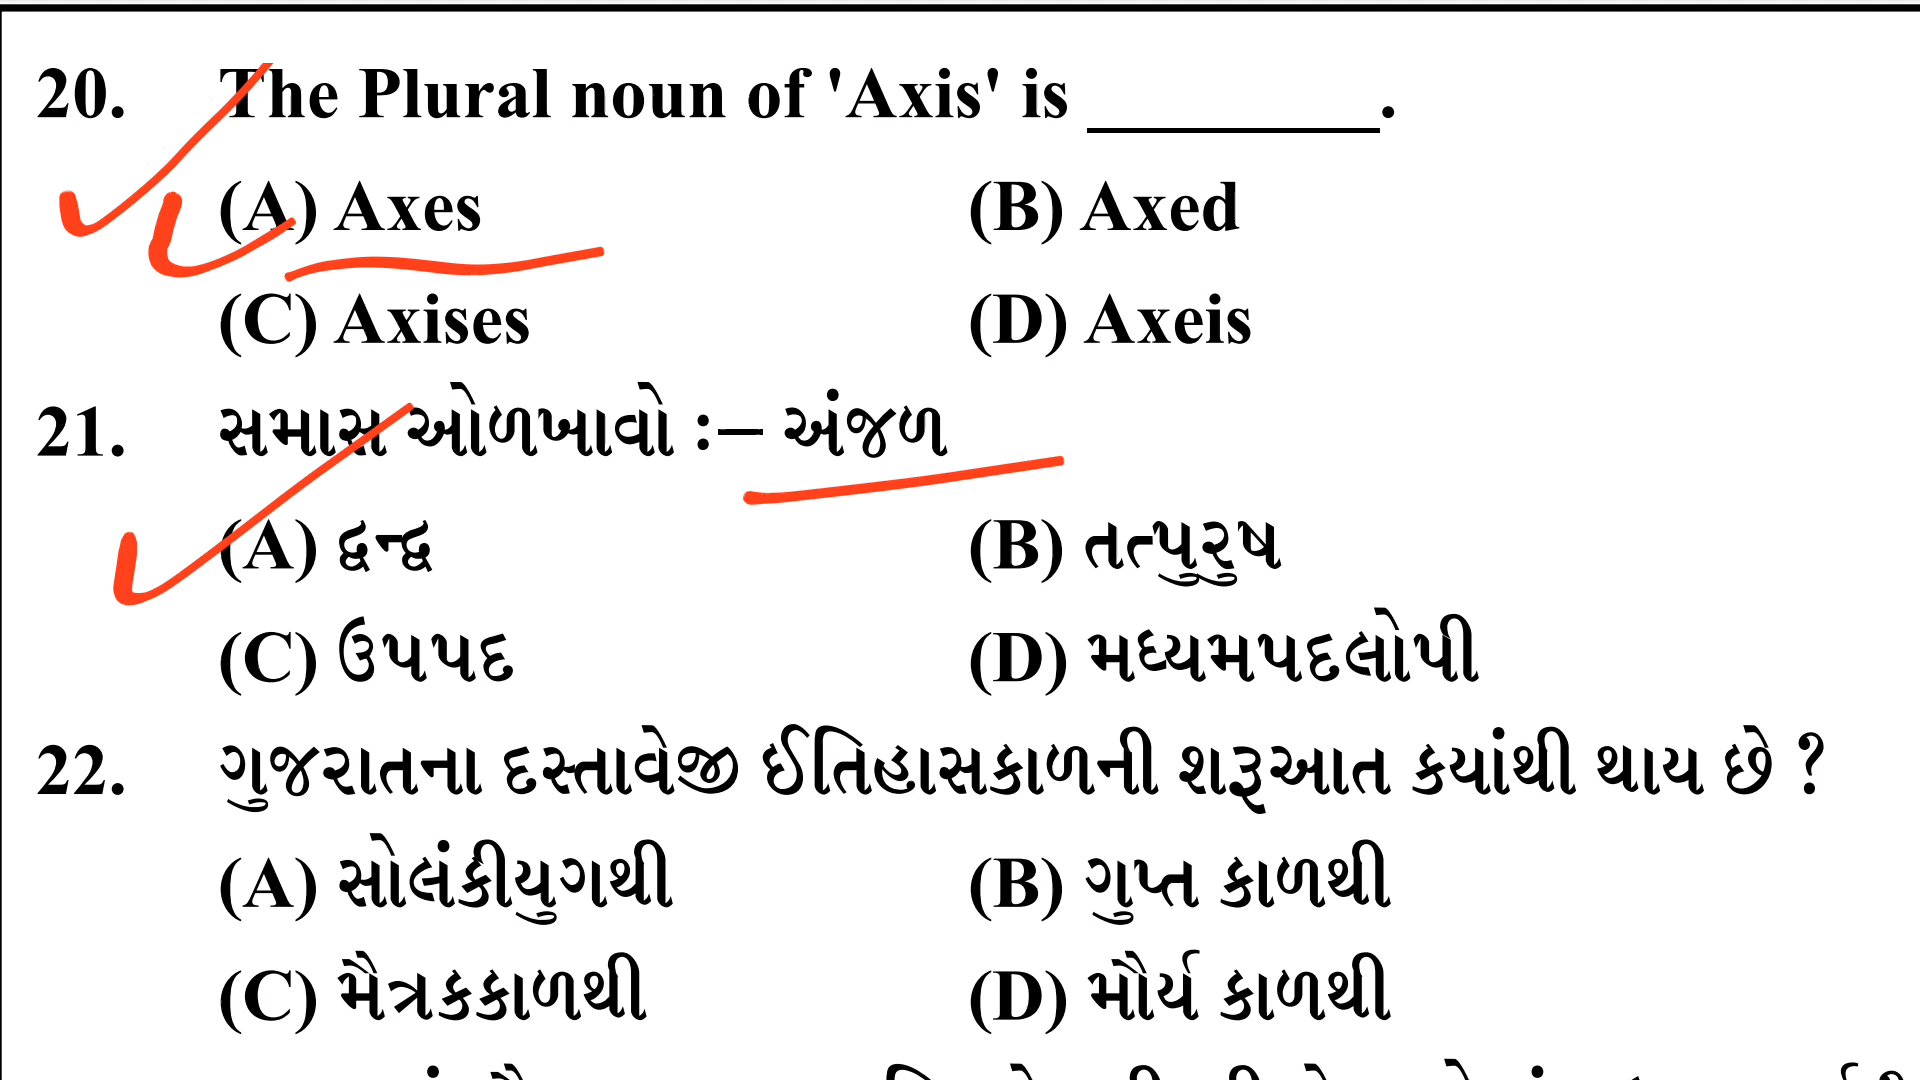 20. The Plural noun of 'Axis' is __________.
(A) Axes (B) Axed
(C) Axises (D) Axeis
21. સમાસ ઓળખાવો :– અંજળ
(A) દ્વન્દ્વ (B) તત્પુરુષ
(C) ઉપપદ (D) મધ્યમપદલોપી
22. ગુજરાતના દસ્તાવેજી ઈતિહાસકાળની શરૂઆત કયાંથી થાય છે ?
(A) સોલંકીયુગથી (B) ગુપ્ત કાળથી
(C) મૈત્રકકાળથી (D) મૌર્ય કાળથી